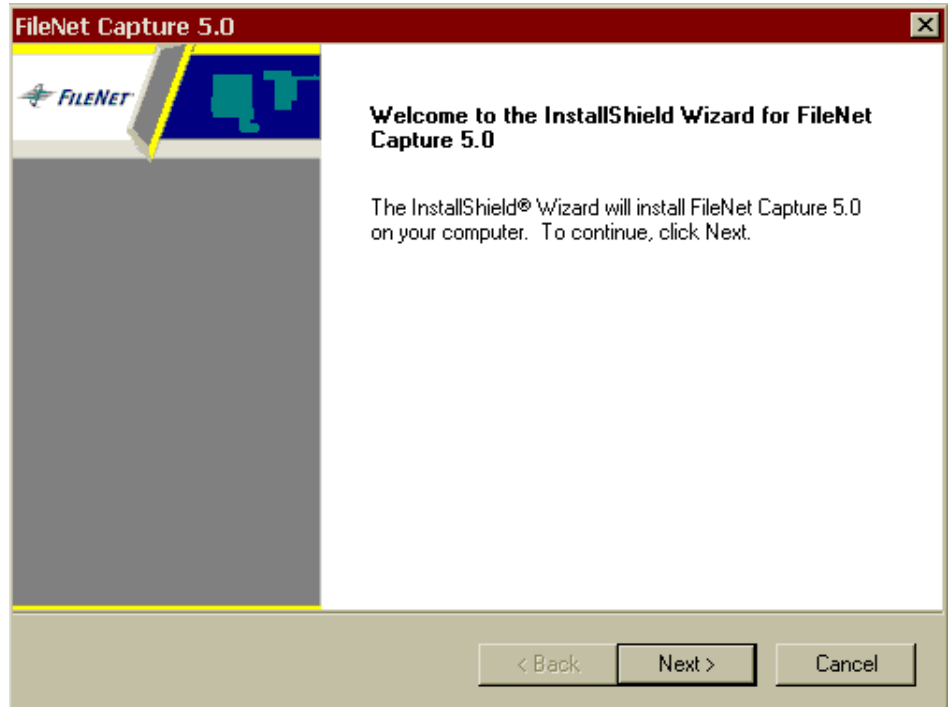 FileNet Capture 5.0
FILENET
Welcome to the InstallShield Wizard for FileNet
Capture 5.0
The InstallShield® Wizard will install FileNet Capture 5.0
on your computer.  To continue, click Next.
< Back
Next >
Cancel